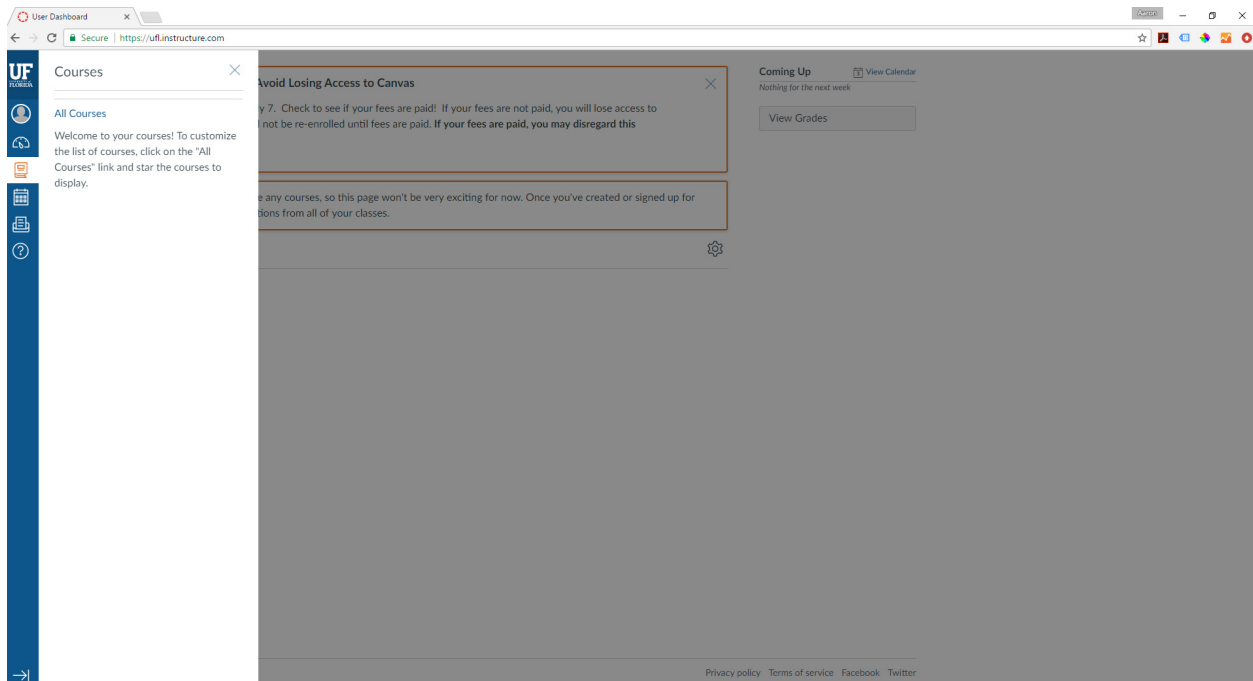 User Dashboard
Aaron
Secure | https://ufl.instructure.com
UF
FLORIDA
Courses
All Courses
Welcome to your courses! To customize
the list of courses, click on the "All
Courses" link and star the courses to
display.
Avoid Losing Access to Canvas
y 7. Check to see if your fees are paid! If your fees are not paid, you will lose access to
not be re-enrolled until fees are paid. If your fees are paid, you may disregard this
e any courses, so this page won't be very exciting for now. Once you've created or signed up for
tions from all of your classes.
Coming Up
View Calendar
Nothing for the next week
View Grades
Privacy policy Terms of service Facebook Twitter